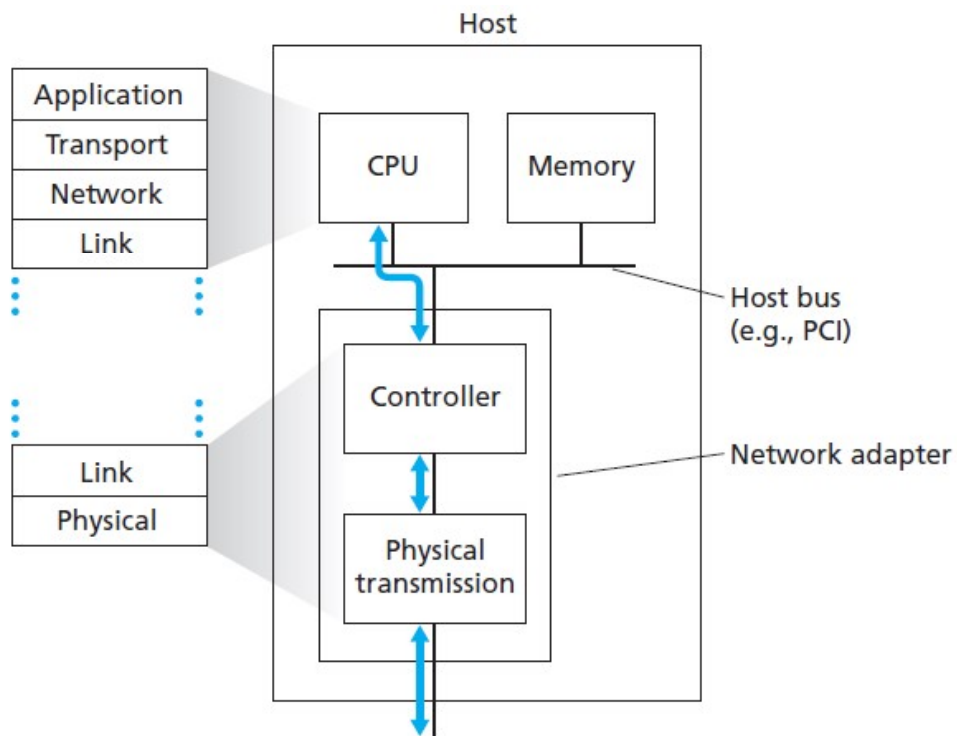 Host
Application
Transport
Network
Link
CPU
Memory
Host bus
(e.g., PCI)
Controller
Network adapter
Link
Physical
Physical
transmission